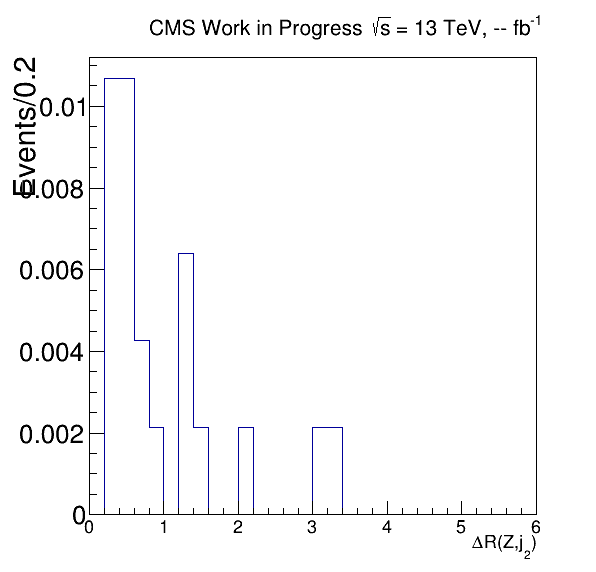 CMS Work in Progress √s = 13 TeV, -- fb⁻¹
Events/0.2
0.01
0.008
0.006
0.004
0.002
0
0 1 2 3 4 5 6
ΔR(Z,j₂)